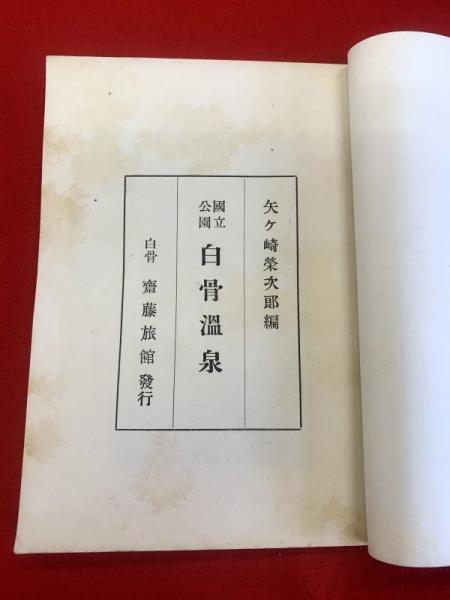 矢ケ崎榮次郎編
國立公園 白骨溫泉
白骨 齋藤旅館發行